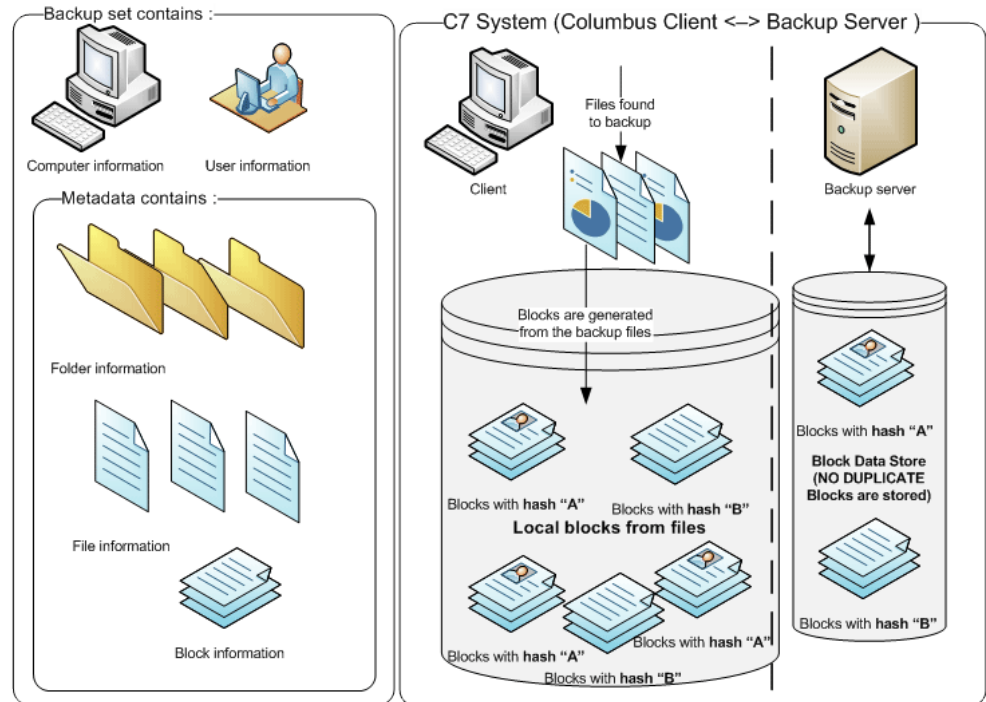 Backup set contains :
Computer information
User information
Metadata contains :
Folder information
File information
Block information
C7 System (Columbus Client <–> Backup Server )
Files found
to backup
Client
Backup server
Blocks are generated
from the backup files
Blocks with hash “A”
Blocks with hash “B”
Local blocks from files
Blocks with hash “A”
Blocks with hash “A”
Blocks with hash “B”
Blocks with hash “A”
Block Data Store
(NO DUPLICATE
Blocks are stored)
Blocks with hash “B”